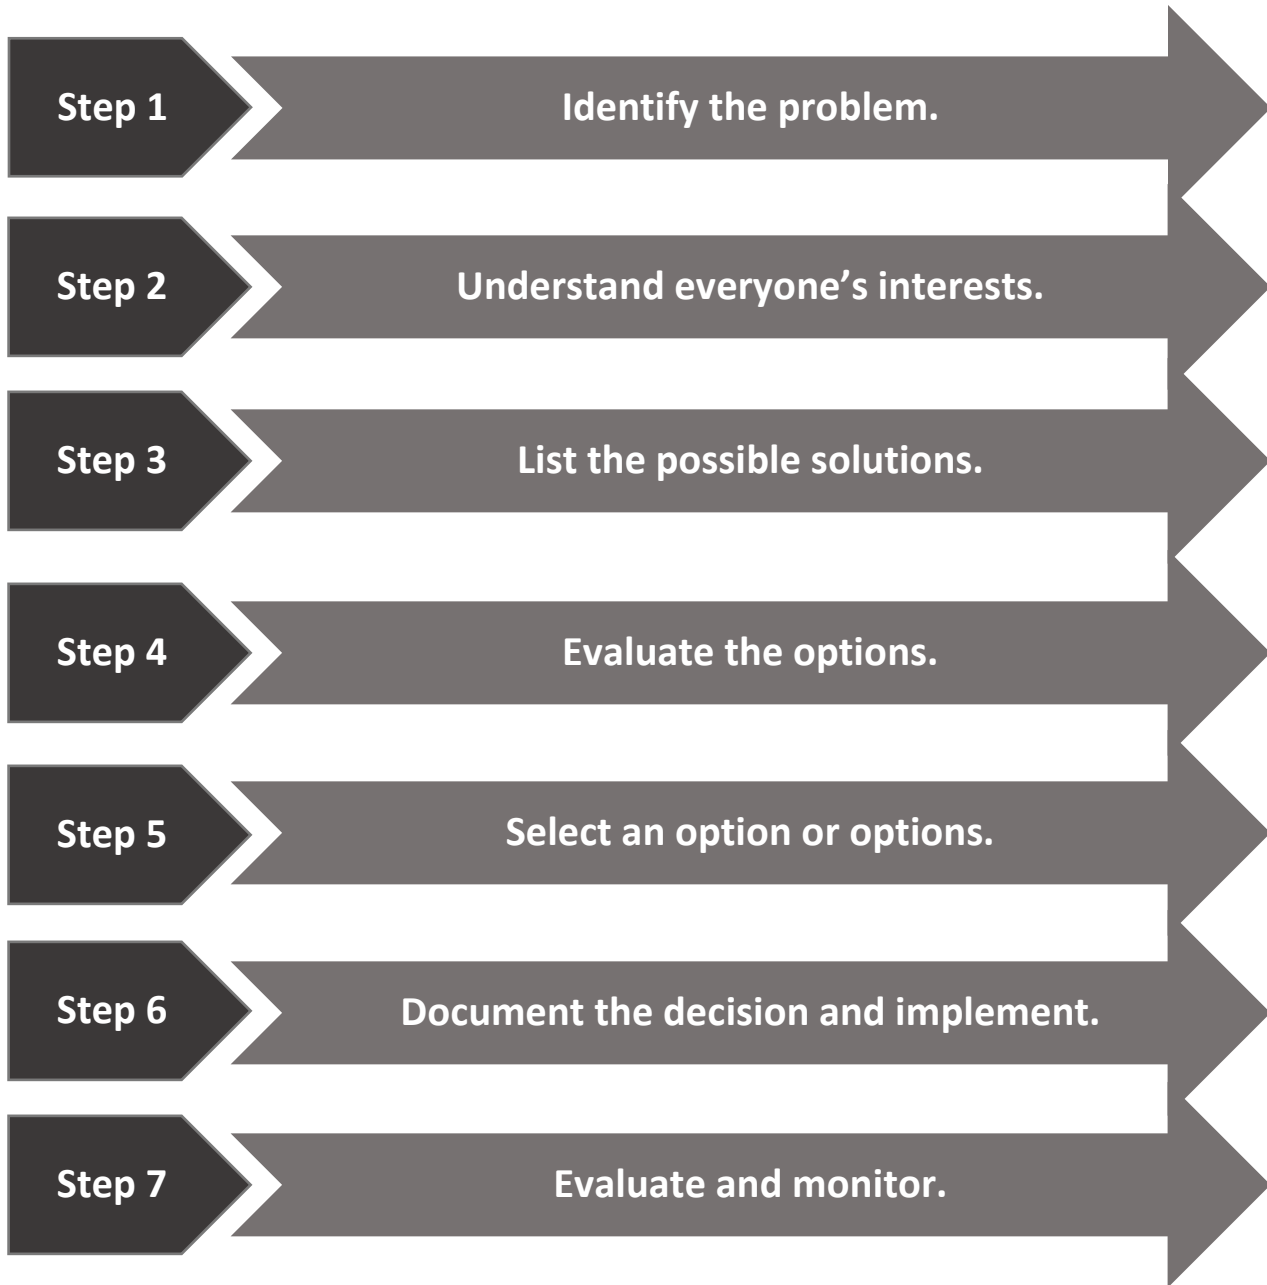 Step 1
Identify the problem.
Step 2
Understand everyone’s interests.
Step 3
List the possible solutions.
Step 4
Evaluate the options.
Step 5
Select an option or options.
Step 6
Document the decision and implement.
Step 7
Evaluate and monitor.